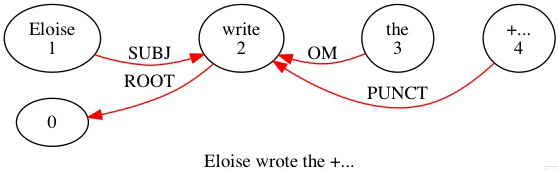 Eloise
1
write
2
the
3
+...
4
SUBJ
OM
ROOT
PUNCT
0
Eloise wrote the +...